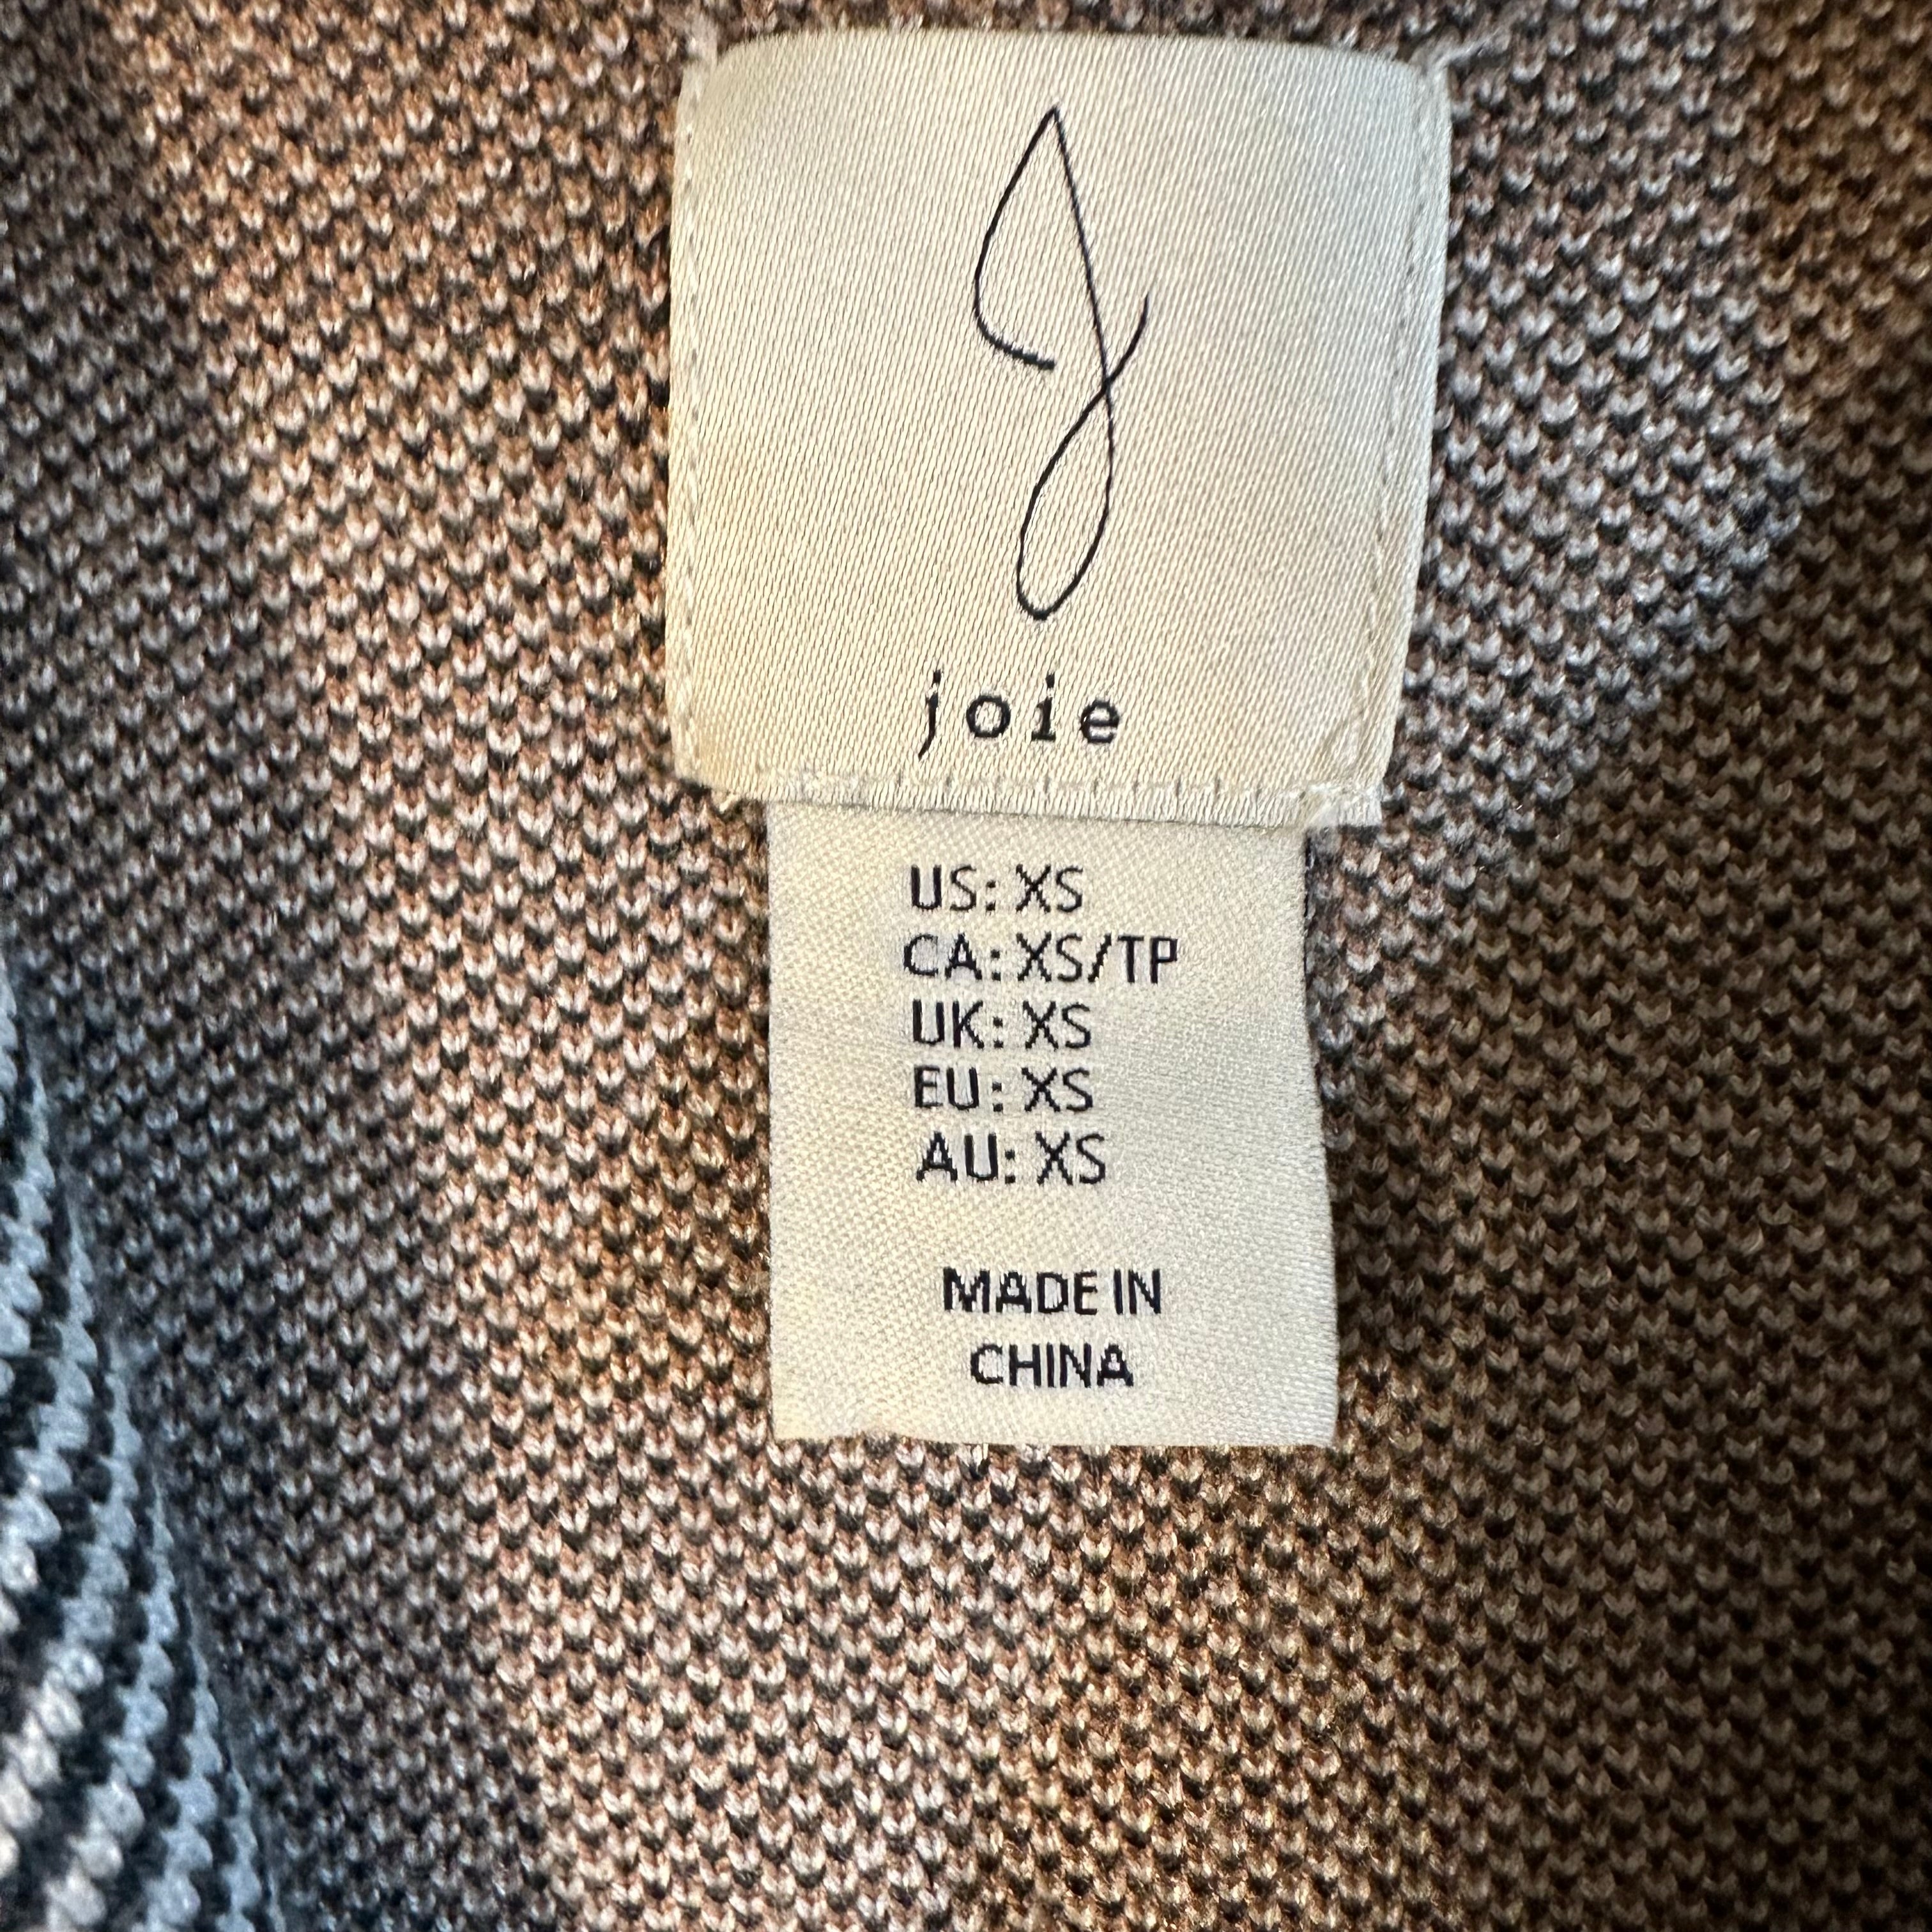 joie
US: XS
CA: XS/TP
UK: XS
EU: XS
AU: XS
MADE IN
CHINA